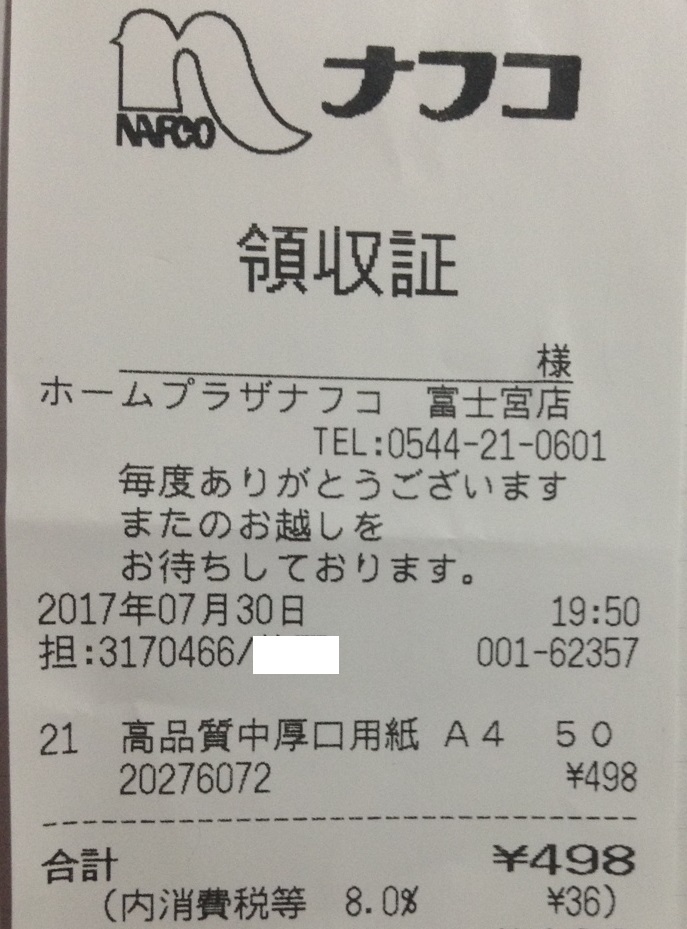 NAFCO ナフコ
領収証
様
ホームプラザナフコ 富士宮店
TEL:0544-21-0601
毎度ありがとうございます
またのお越しを
お待ちしております。
2017年07月30日 19:50
担:3170466/ 001-62357
21 高品質中厚口用紙 A4 50
20276072 ¥498
合計 ¥498
(内消費税等 8.0% ¥36)